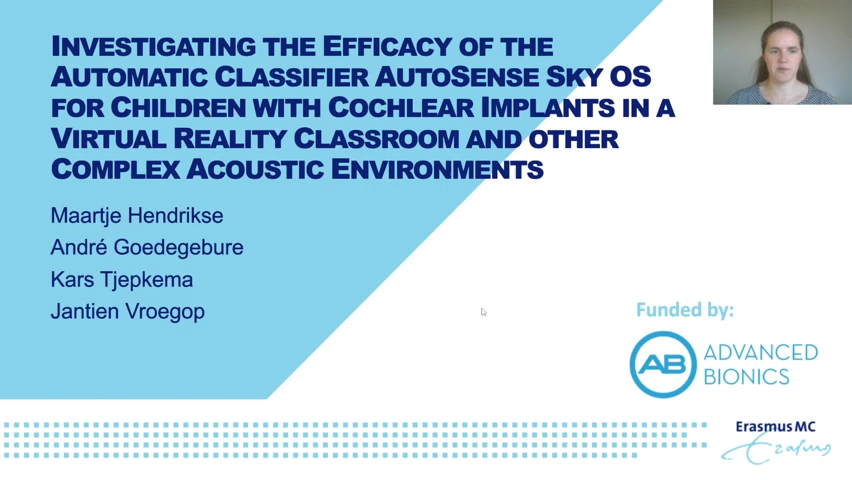 INVESTIGATING THE EFFICACY OF THE
AUTOMATIC CLASSIFIER AUTOSENSE SKY OS
FOR CHILDREN WITH COCHLEAR IMPLANTS IN A
VIRTUAL REALITY CLASSROOM AND OTHER
COMPLEX ACOUSTIC ENVIRONMENTS
Maartje Hendrikse
André Goedegebure
Kars Tjepkema
Jantien Vroegop
Funded by:
AB
ADVANCED
BIONICS
Erasmus MC
Erasmus